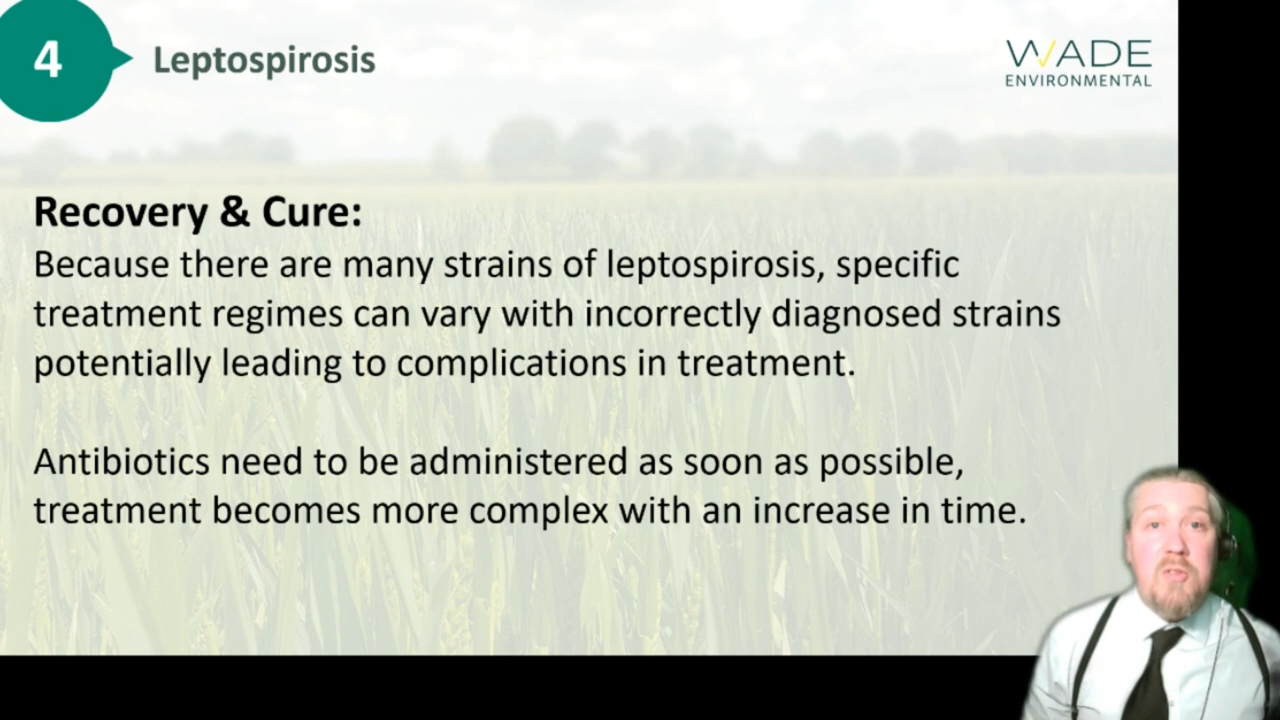 4
Leptospirosis
WADE
ENVIRONMENTAL
Recovery & Cure:
Because there are many strains of leptospirosis, specific
treatment regimes can vary with incorrectly diagnosed strains
potentially leading to complications in treatment.
Antibiotics need to be administered as soon as possible,
treatment becomes more complex with an increase in time.